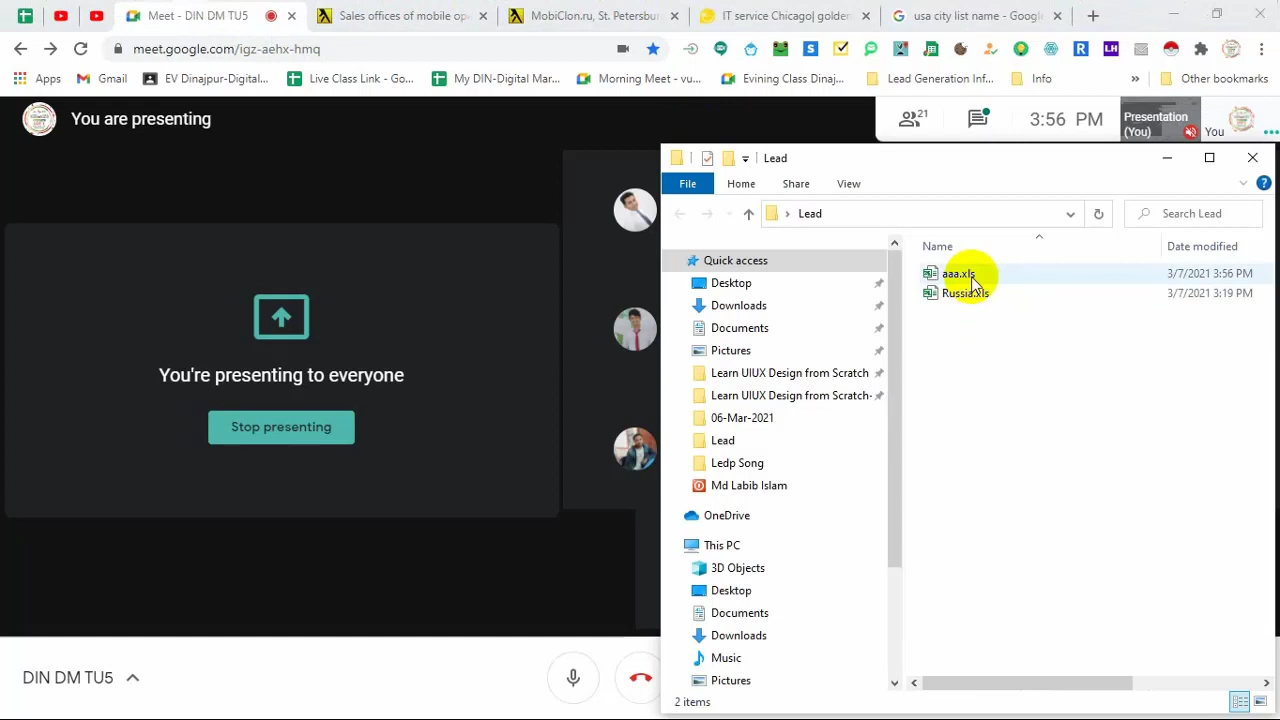 Meet - DIN DM TU5
Sales offices of mobile
MobiClon.ru, St. Petersbur
IT service Chicago| golden
usa city list name - Google
meet.google.com/igz-aehx-hmq
Apps
Gmail
EV Dinajpur-Digital...
Live Class Link - Go...
My DIN-Digital Mar...
Morning Meet - vu...
Evining Class Dinaj...
Lead Generation Inf...
Info
»
Other bookmarks
You are presenting
21
3:56 PM
Presentation
(You)
You
Lead
File
Home
Share
View
Lead
Search Lead
Name
Date modified
Quick access
aaa.xls
3/7/2021 3:56 PM
Desktop
Russia.xls
3/7/2021 3:19 PM
Downloads
Documents
Pictures
You're presenting to everyone
Learn UIUX Design from Scratch
Learn UIUX Design from Scratch-
Stop presenting
06-Mar-2021
Lead
Ledp Song
Md Labib Islam
OneDrive
This PC
3D Objects
Desktop
Documents
Downloads
Music
Pictures
DIN DM TU5
2 items